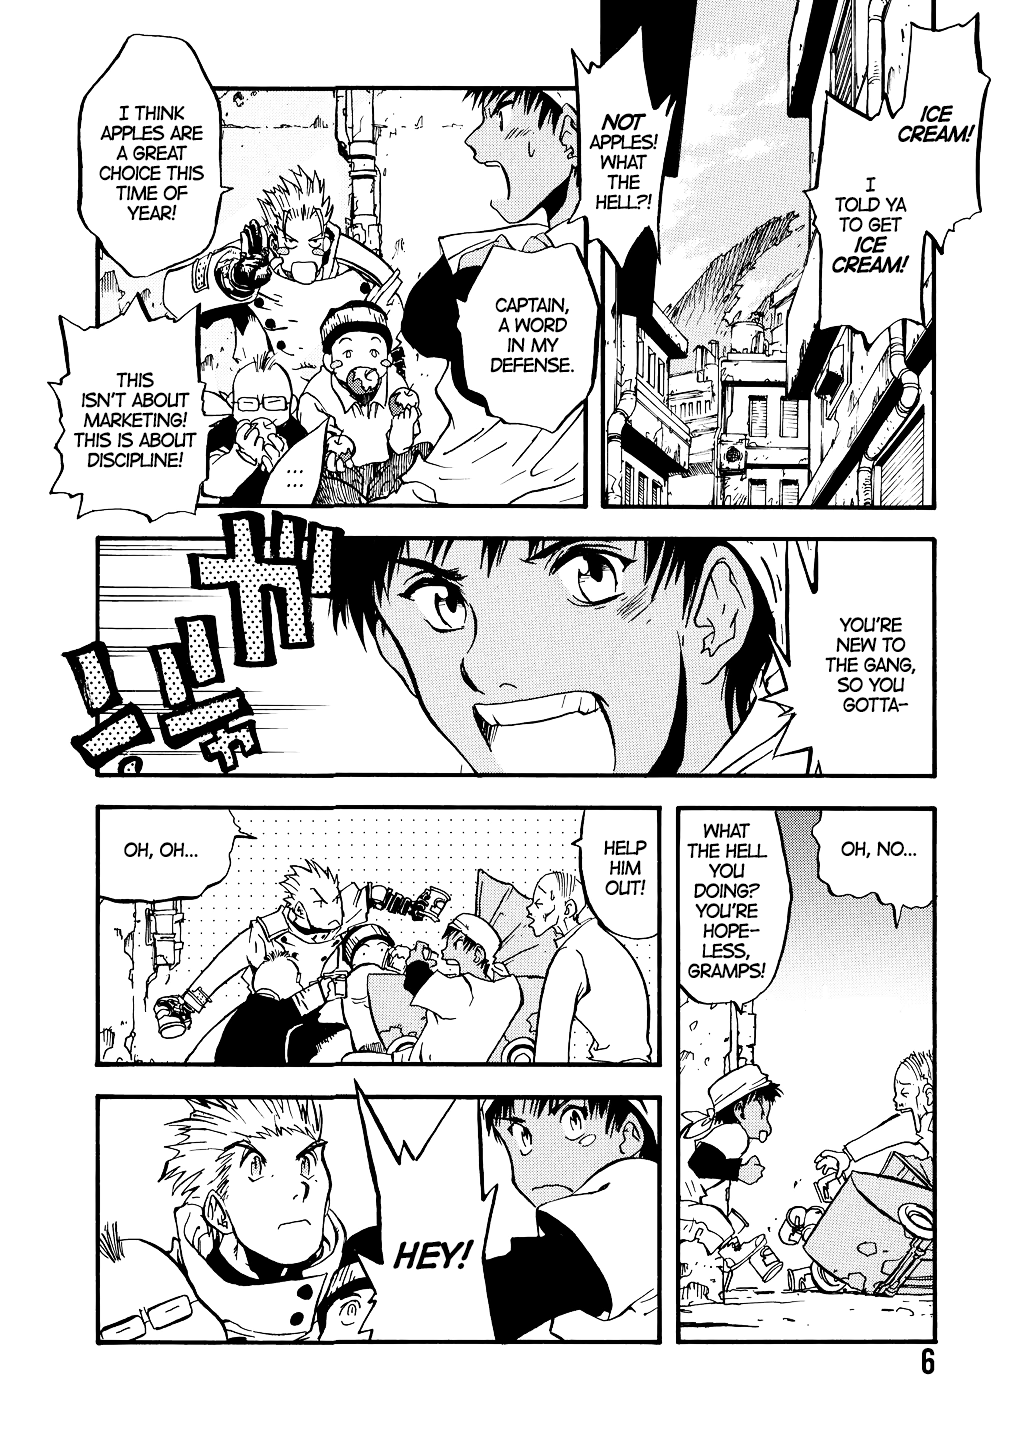 ICE
CREAM!
I
TOLD YA
TO GET
ICE
CREAM!
NOT
APPLES!
WHAT
THE
HELL?!
CAPTAIN,
A WORD
IN MY
DEFENSE.
I THINK
APPLES ARE
A GREAT
CHOICE THIS
TIME OF
YEAR!
THIS
ISN'T ABOUT
MARKETING!
THIS IS ABOUT
DISCIPLINE!
...
...
YOU'RE
NEW TO
THE GANG,
SO YOU
GOTTA-
OH, NO...
WHAT
THE HELL
YOU
DOING?
YOU'RE
HOPE-
LESS,
GRAMPS!
HELP
HIM
OUT!
OH, OH...
HEY!
6